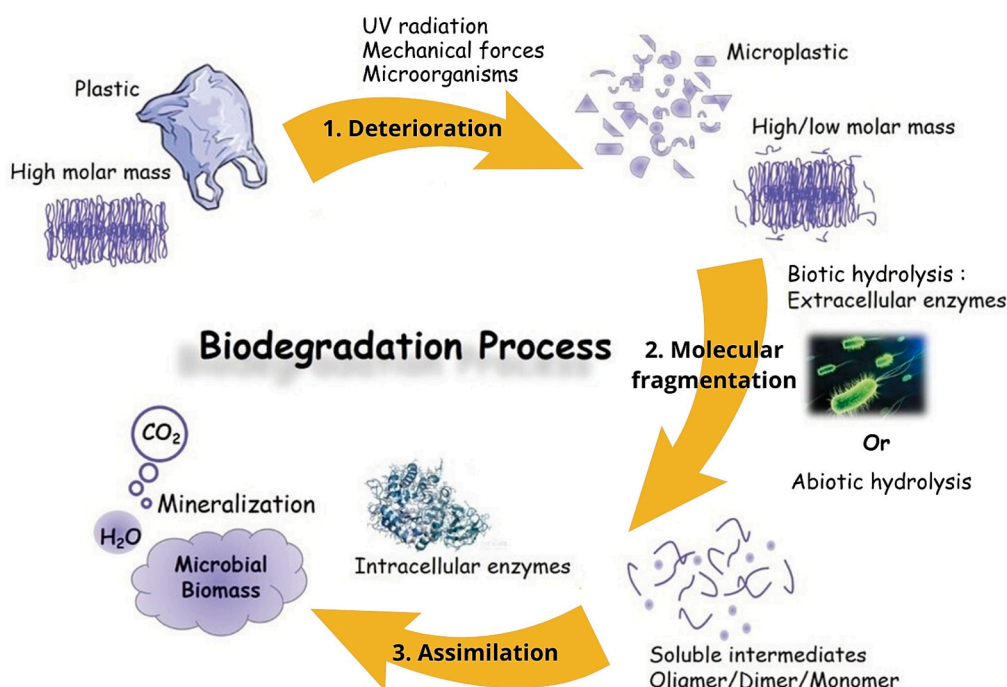 UV radiation
Mechanical forces
Microorganisms
Plastic
1. Deterioration
Microplastic
High/low molar mass
High molar mass
Biotic hydrolysis :
Extracellular enzymes
Biodegradation Process
2. Molecular
fragmentation
Or
Abiotic hydrolysis
CO₂
Mineralization
H₂O
Microbial
Biomass
Intracellular enzymes
3. Assimilation
Soluble intermediates
Oligmer/Dimer/Monomer